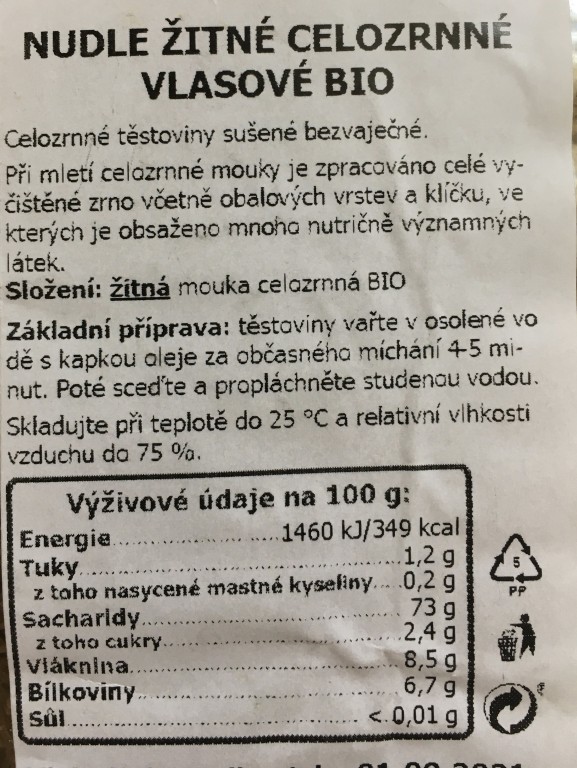 NUDLE ŽITNÉ CELOZRNNÉ
VLASOVÉ BIO
Celozrnné těstoviny sušené bezvaječné.
Při mletí celozrnné mouky je zpracováno celé vy-
čištěné zrno včetně obalových vrstev a klíčku, ve
kterých je obsaženo mnoho nutričně významných
látek.
Složení: žitná mouka celozrnná BIO
Základní příprava: těstoviny vařte v osolené vo
dě s kapkou oleje za občasného míchání 4-5 mi-
nut. Poté sceďte a propláchněte studenou vodou.
Skladujte při teplotě do 25 °C a relativní vlhkosti
vzduchu do 75 %.
Výživové údaje na 100 g:
Energie...............1460 kJ/349 kcal
Tuky...............1,2 g
z toho nasycené mastné kyseliny....0,2 g
Sacharidy............... 73 g
z toho cukry...............2,4 g
Vláknina............... 8,5 g
Bílkoviny............... 6,7 g
Sůl............... < 0,01 g
5
PP